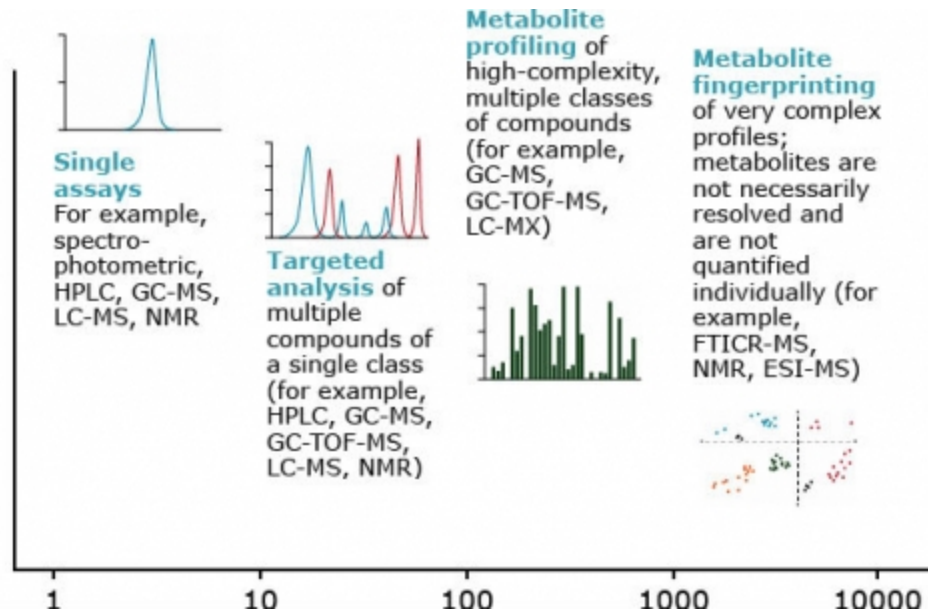 Single
assays
For example,
spectro-
photometric,
HPLC, GC-MS,
LC-MS, NMR
Targeted
analysis of
multiple
compounds of
a single class
(for example,
HPLC, GC-MS,
GC-TOF-MS,
LC-MS, NMR)
Metabolite
profiling of
high-complexity,
multiple classes
of compounds
(for example,
GC-MS,
GC-TOF-MS,
LC-MX)
Metabolite
fingerprinting
of very complex
profiles;
metabolites are
not necessarily
resolved and
are not
quantified
individually (for
example,
FTICR-MS,
NMR, ESI-MS)
1 10 100 1000 10000